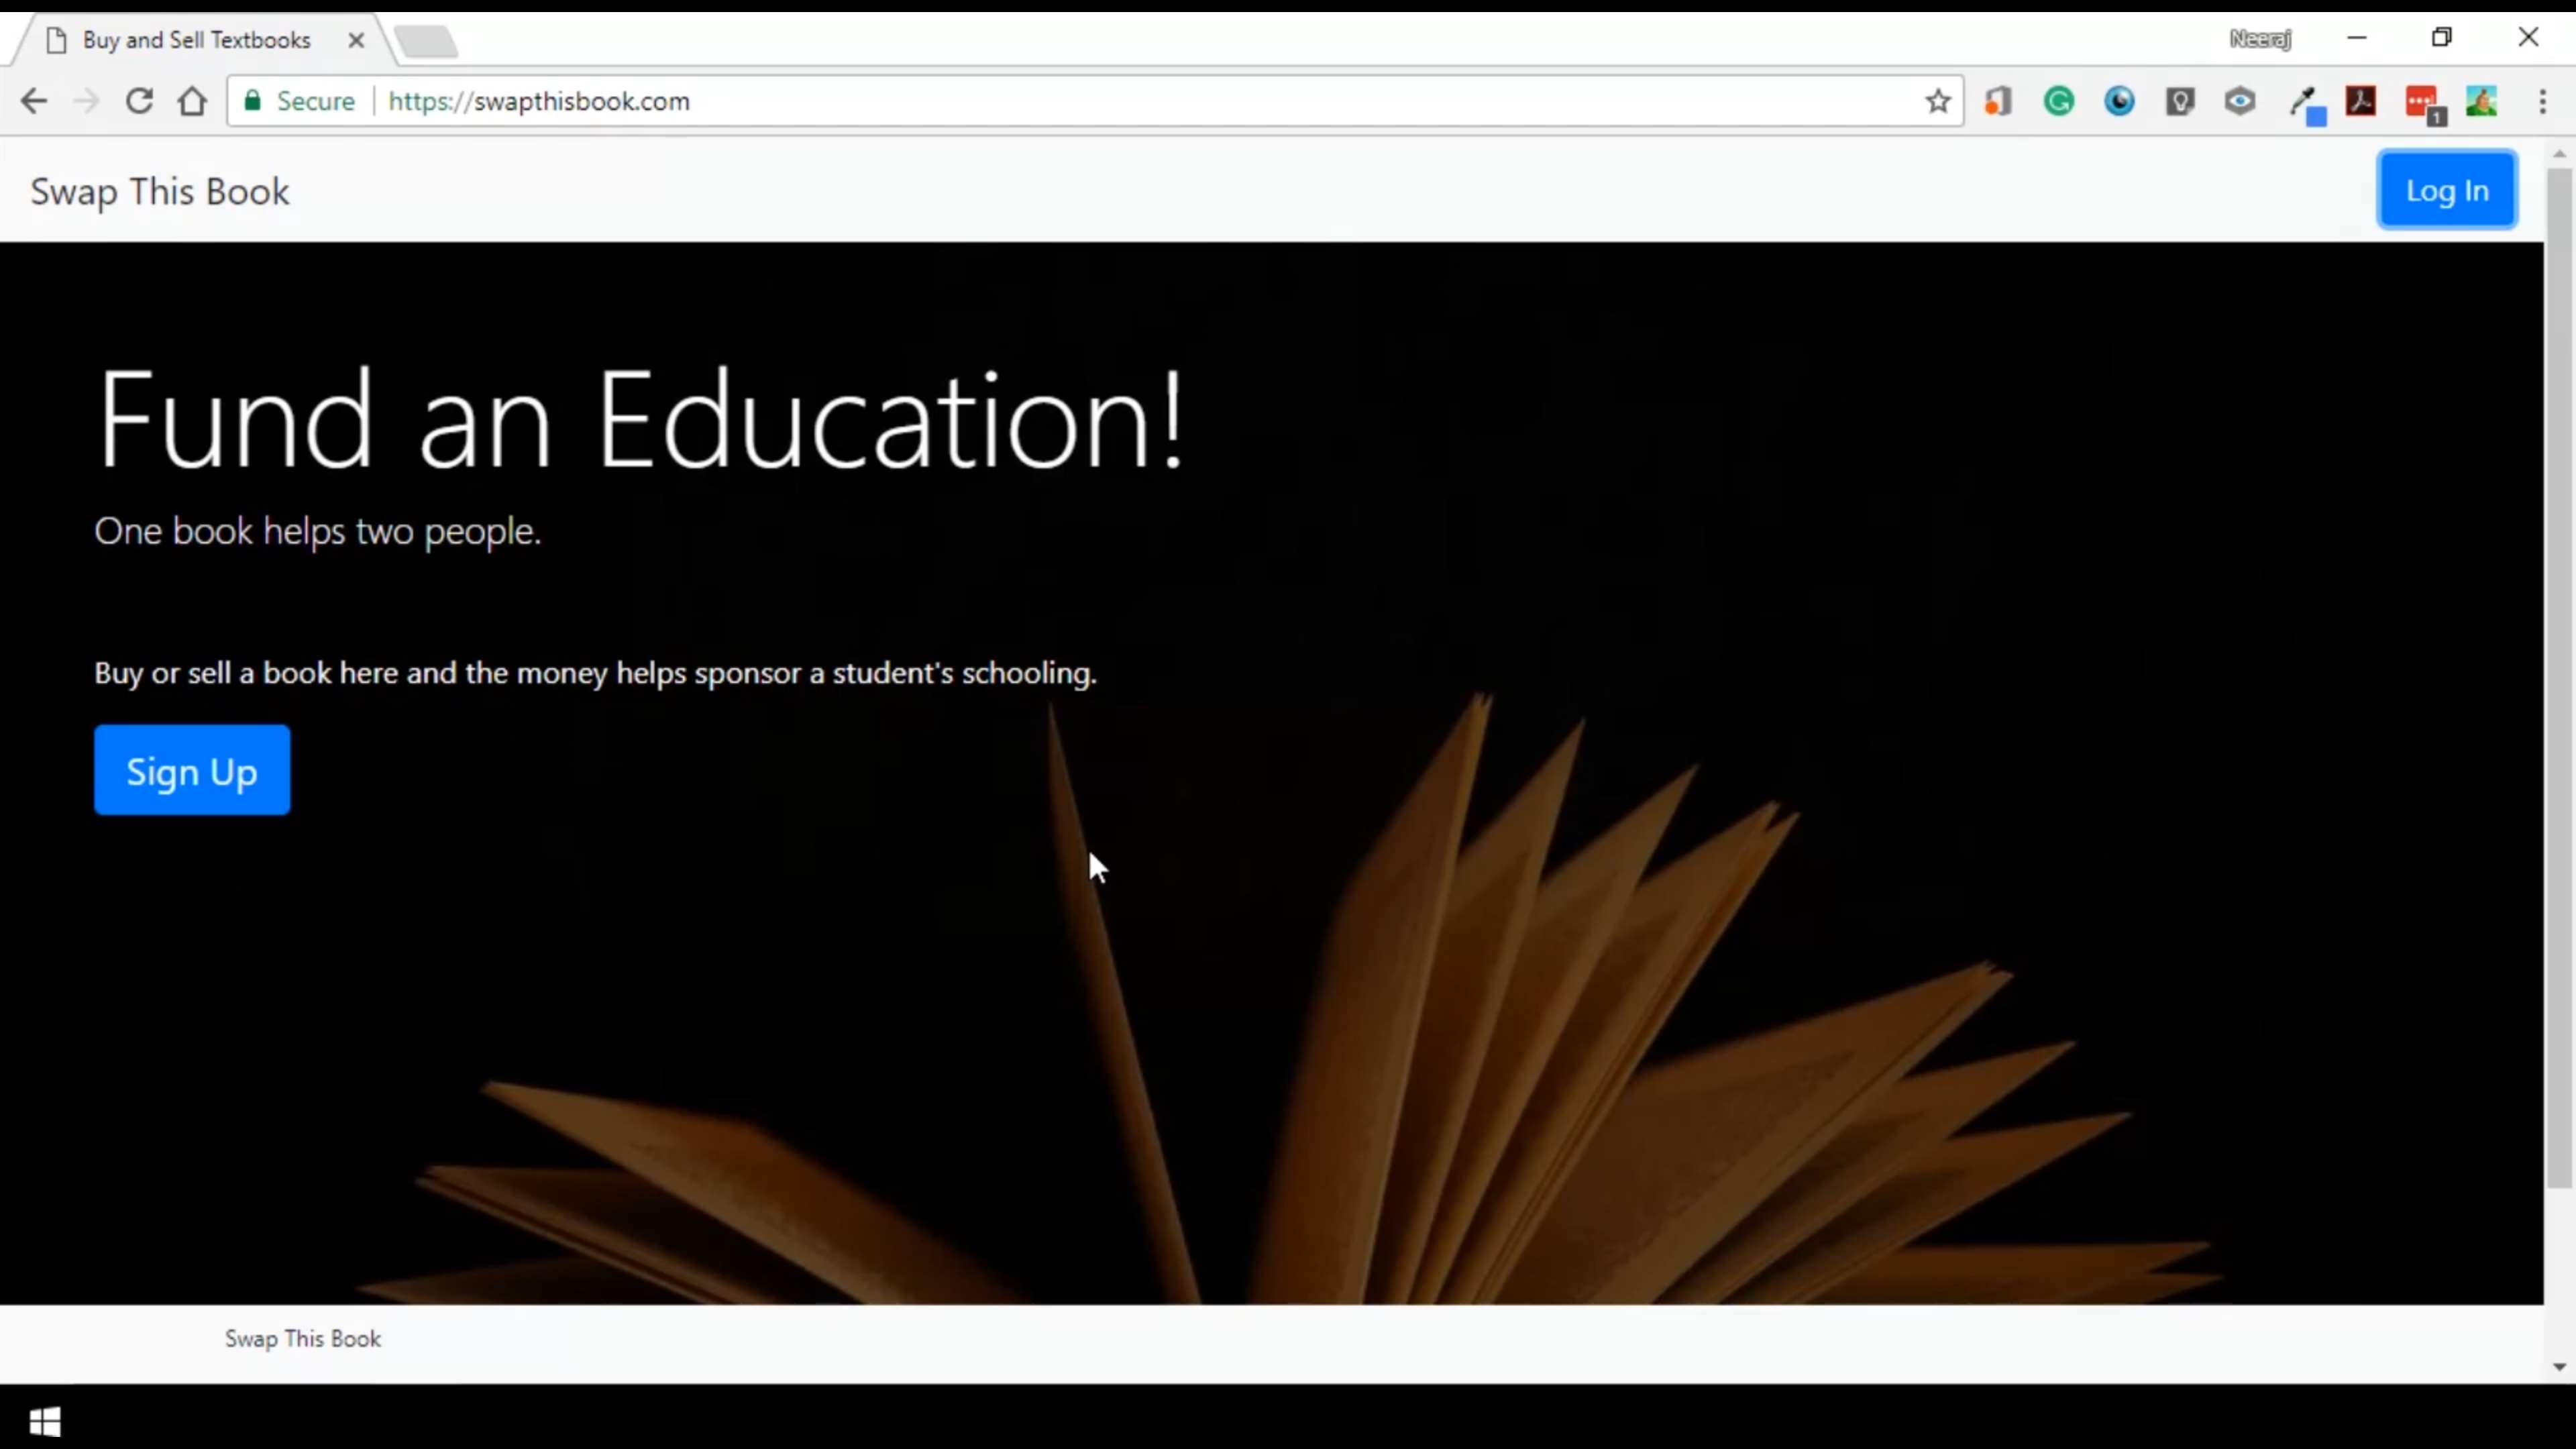 Buy and Sell Textbooks
Neeraj
Secure
https://swapthisbook.com
1
Swap This Book
Log In
Fund an Education!
One book helps two people.
Buy or sell a book here and the money helps sponsor a student's schooling.
Sign Up
Swap This Book